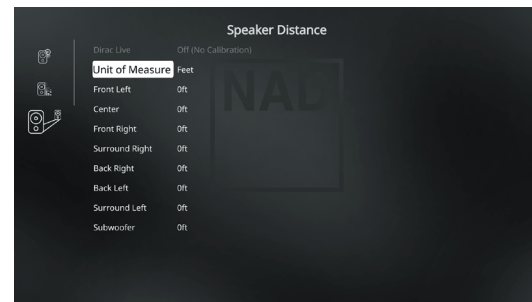 Speaker Distance
Dirac Live Off (No Calibration)
Unit of Measure Feet
Front Left 0ft
Center 0ft
Front Right 0ft
Surround Right 0ft
Back Right 0ft
Back Left 0ft
Surround Left 0ft
Subwoofer 0ft
NAD